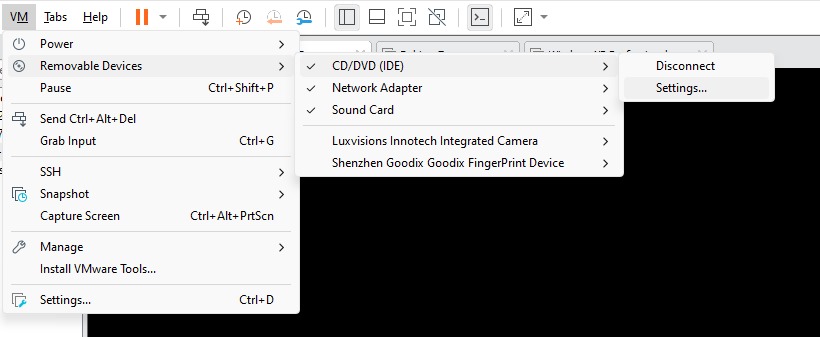 VM Tabs Help
Power
Removable Devices
Pause Ctrl+Shift+P
Send Ctrl+Alt+Del
Grab Input Ctrl+G
SSH
Snapshot
Capture Screen Ctrl+Alt+PrtScn
Manage
Install VMware Tools...
Settings... Ctrl+D
CD/DVD (IDE)
Network Adapter
Sound Card
Luxvisions Innotech Integrated Camera
Shenzhen Goodix Goodix FingerPrint Device
Disconnect
Settings...